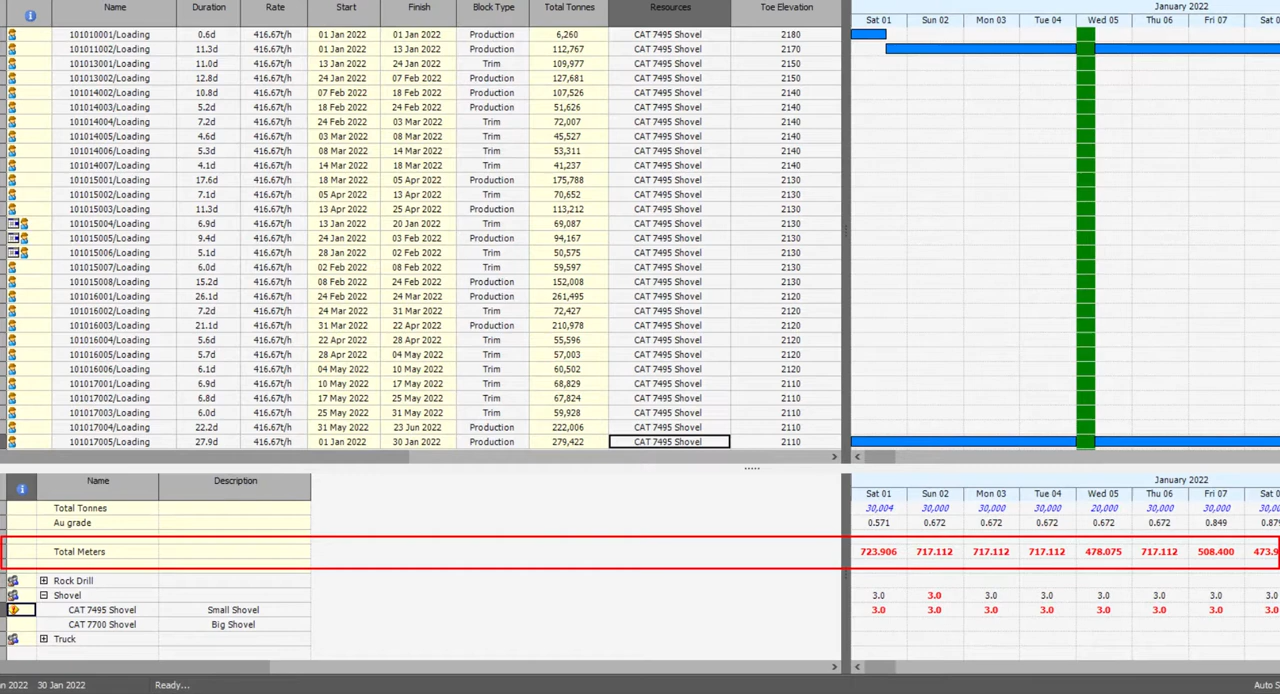 January 2022
Name Duration Rate Start Finish Block Type Total Tonnes Resources Toe Elevation Sat 01 Sun 02 Mon 03 Tue 04 Wed 05 Thu 06 Fri 07 Sat
101010001/Loading 0.6d 416.67t/h 01 Jan 2022 01 Jan 2022 Production 6,260 CAT 7495 Shovel 2180
101011002/Loading 11.3d 416.67t/h 01 Jan 2022 13 Jan 2022 Production 112,767 CAT 7495 Shovel 2170
101013001/Loading 11.0d 416.67t/h 13 Jan 2022 24 Jan 2022 Trim 109,977 CAT 7495 Shovel 2150
101013002/Loading 12.8d 416.67t/h 24 Jan 2022 07 Feb 2022 Production 127,681 CAT 7495 Shovel 2150
101014002/Loading 10.8d 416.67t/h 07 Feb 2022 18 Feb 2022 Production 107,526 CAT 7495 Shovel 2140
101014003/Loading 5.2d 416.67t/h 18 Feb 2022 24 Feb 2022 Production 51,626 CAT 7495 Shovel 2140
101014004/Loading 7.2d 416.67t/h 24 Feb 2022 03 Mar 2022 Trim 72,007 CAT 7495 Shovel 2140
101014005/Loading 4.6d 416.67t/h 03 Mar 2022 08 Mar 2022 Trim 45,527 CAT 7495 Shovel 2140
101014006/Loading 5.3d 416.67t/h 08 Mar 2022 14 Mar 2022 Trim 53,311 CAT 7495 Shovel 2140
101014007/Loading 4.1d 416.67t/h 14 Mar 2022 18 Mar 2022 Trim 41,237 CAT 7495 Shovel 2140
101015001/Loading 17.6d 416.67t/h 18 Mar 2022 05 Apr 2022 Production 175,788 CAT 7495 Shovel 2130
101015002/Loading 7.1d 416.67t/h 05 Apr 2022 13 Apr 2022 Trim 70,652 CAT 7495 Shovel 2130
101015003/Loading 11.3d 416.67t/h 13 Apr 2022 25 Apr 2022 Production 113,212 CAT 7495 Shovel 2130
101015004/Loading 6.9d 416.67t/h 13 Jan 2022 20 Jan 2022 Trim 69,087 CAT 7495 Shovel 2130
101015005/Loading 9.4d 416.67t/h 24 Jan 2022 03 Feb 2022 Production 94,167 CAT 7495 Shovel 2130
101015006/Loading 5.1d 416.67t/h 28 Jan 2022 02 Feb 2022 Trim 50,575 CAT 7495 Shovel 2130
101015007/Loading 6.0d 416.67t/h 02 Feb 2022 08 Feb 2022 Trim 59,597 CAT 7495 Shovel 2130
101015008/Loading 15.2d 416.67t/h 08 Feb 2022 24 Feb 2022 Production 152,008 CAT 7495 Shovel 2130
101016001/Loading 26.1d 416.67t/h 24 Feb 2022 24 Mar 2022 Production 261,495 CAT 7495 Shovel 2120
101016002/Loading 7.2d 416.67t/h 24 Mar 2022 31 Mar 2022 Trim 72,427 CAT 7495 Shovel 2120
101016003/Loading 21.1d 416.67t/h 31 Mar 2022 22 Apr 2022 Production 210,978 CAT 7495 Shovel 2120
101016004/Loading 5.6d 416.67t/h 22 Apr 2022 28 Apr 2022 Trim 55,596 CAT 7495 Shovel 2120
101016005/Loading 5.7d 416.67t/h 28 Apr 2022 04 May 2022 Trim 57,003 CAT 7495 Shovel 2120
101016006/Loading 6.1d 416.67t/h 04 May 2022 10 May 2022 Trim 60,502 CAT 7495 Shovel 2120
101017001/Loading 6.9d 416.67t/h 10 May 2022 17 May 2022 Trim 68,829 CAT 7495 Shovel 2110
101017002/Loading 6.8d 416.67t/h 17 May 2022 25 May 2022 Trim 67,824 CAT 7495 Shovel 2110
101017003/Loading 6.0d 416.67t/h 25 May 2022 31 May 2022 Trim 59,928 CAT 7495 Shovel 2110
101017004/Loading 22.2d 416.67t/h 31 May 2022 23 Jun 2022 Production 222,006 CAT 7495 Shovel 2110
101017005/Loading 27.9d 416.67t/h 01 Jan 2022 30 Jan 2022 Production 279,422 CAT 7495 Shovel 2110
January 2022
Name Description Sat 01 Sun 02 Mon 03 Tue 04 Wed 05 Thu 06 Fri 07 Sat 0
Total Tonnes 30,004 30,000 30,000 30,000 20,000 30,000 30,000 30,0
Au grade 0.571 0.672 0.672 0.672 0.672 0.672 0.849 0.879
Total Meters 723.906 717.112 717.112 717.112 478.075 717.112 508.400 473.9
Rock Drill
Shovel 3.0 3.0 3.0 3.0 3.0 3.0 3.0 3.0
CAT 7495 Shovel Small Shovel 3.0 3.0 3.0 3.0 3.0 3.0 3.0 3.0
CAT 7700 Shovel Big Shovel
Truck
n 2022 30 Jan 2022 Ready... Auto S